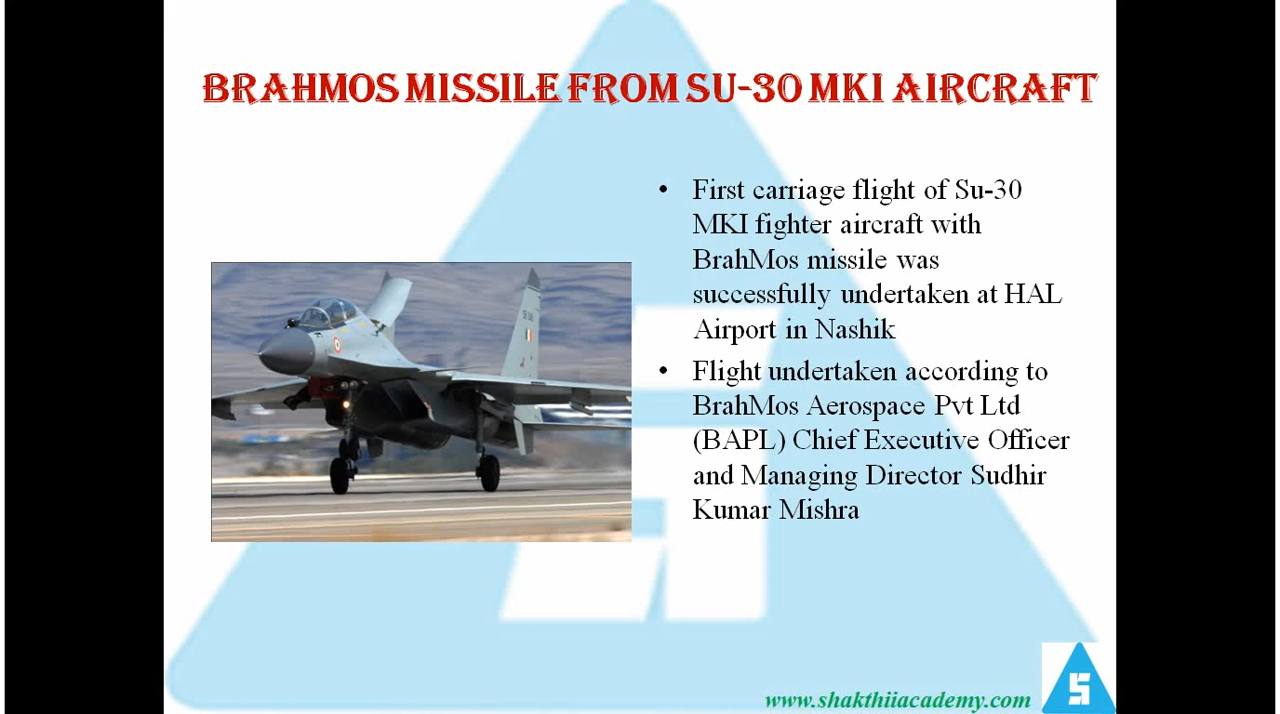 BRAHMOS MISSILE FROM SU-30 MKI AIRCRAFT
• First carriage flight of Su-30
MKI fighter aircraft with
BrahMos missile was
successfully undertaken at HAL
Airport in Nashik
• Flight undertaken according to
BrahMos Aerospace Pvt Ltd
(BAPL) Chief Executive Officer
and Managing Director Sudhir
Kumar Mishra
www.shakthiiacademy.com